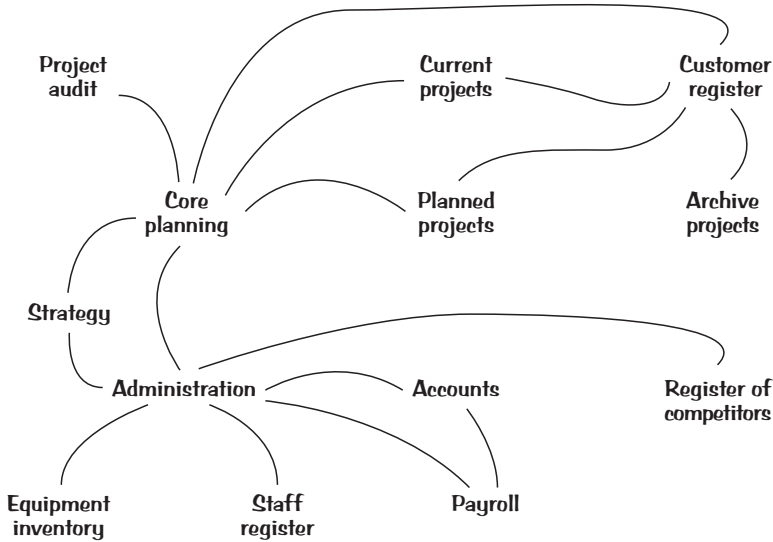 Project
audit
Current
projects
Customer
register
Core
planning
Planned
projects
Archive
projects
Strategy
Administration
Accounts
Register of
competitors
Equipment
inventory
Staff
register
Payroll